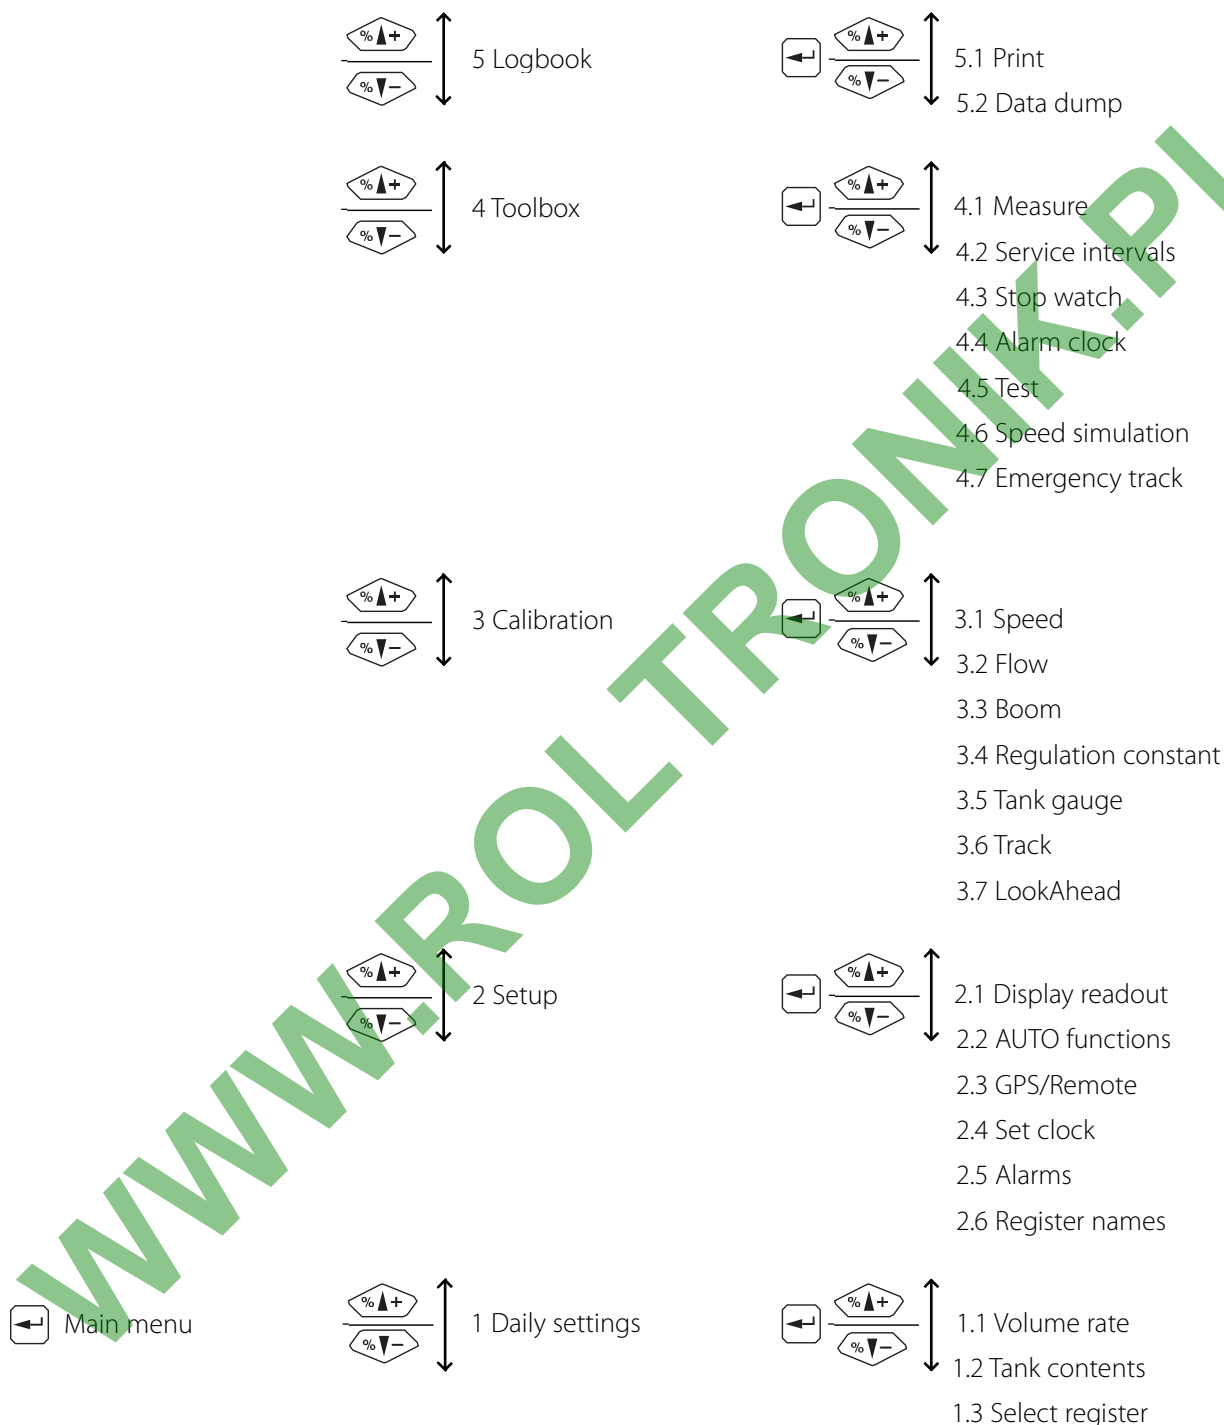 5 Logbook
5.1 Print
5.2 Data dump
4 Toolbox
4.1 Measure
4.2 Service intervals
4.3 Stop watch
4.4 Alarm clock
4.5 Test
4.6 Speed simulation
4.7 Emergency track
3 Calibration
3.1 Speed
3.2 Flow
3.3 Boom
3.4 Regulation constant
3.5 Tank gauge
3.6 Track
3.7 LookAhead
2 Setup
2.1 Display readout
2.2 AUTO functions
2.3 GPS/Remote
2.4 Set clock
2.5 Alarms
2.6 Register names
Main menu
1 Daily settings
1.1 Volume rate
1.2 Tank contents
1.3 Select register
% +
% −
% +
% −
% +
% −
% +
% −
% +
% −
% +
% −
% +
% −
% +
% −
% +
% −
% +
% −
WWW.ROLTRONIK.PL